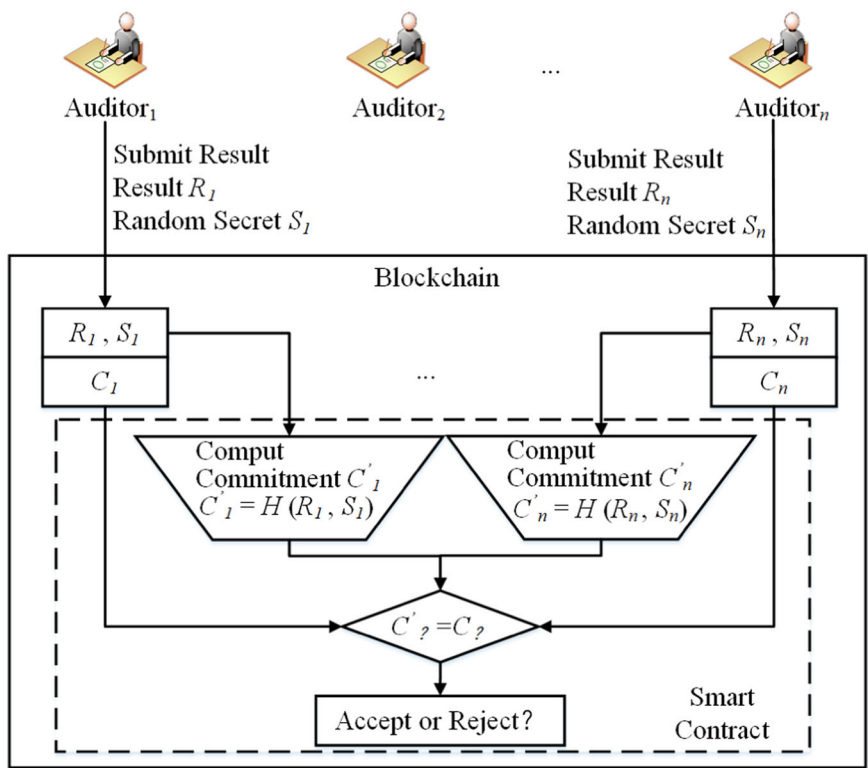 Auditor₁
Auditor₂
...
Auditorₙ
Submit Result
Result R₁
Random Secret S₁
Submit Result
Result Rₙ
Random Secret Sₙ
Blockchain
R₁ , S₁
C₁
...
Rₙ , Sₙ
Cₙ
Comput
Commitment C'₁
C'₁ = H (R₁ , S₁)
Comput
Commitment C'ₙ
C'ₙ = H (Rₙ , Sₙ)
C'? =C?
Accept or Reject?
Smart
Contract